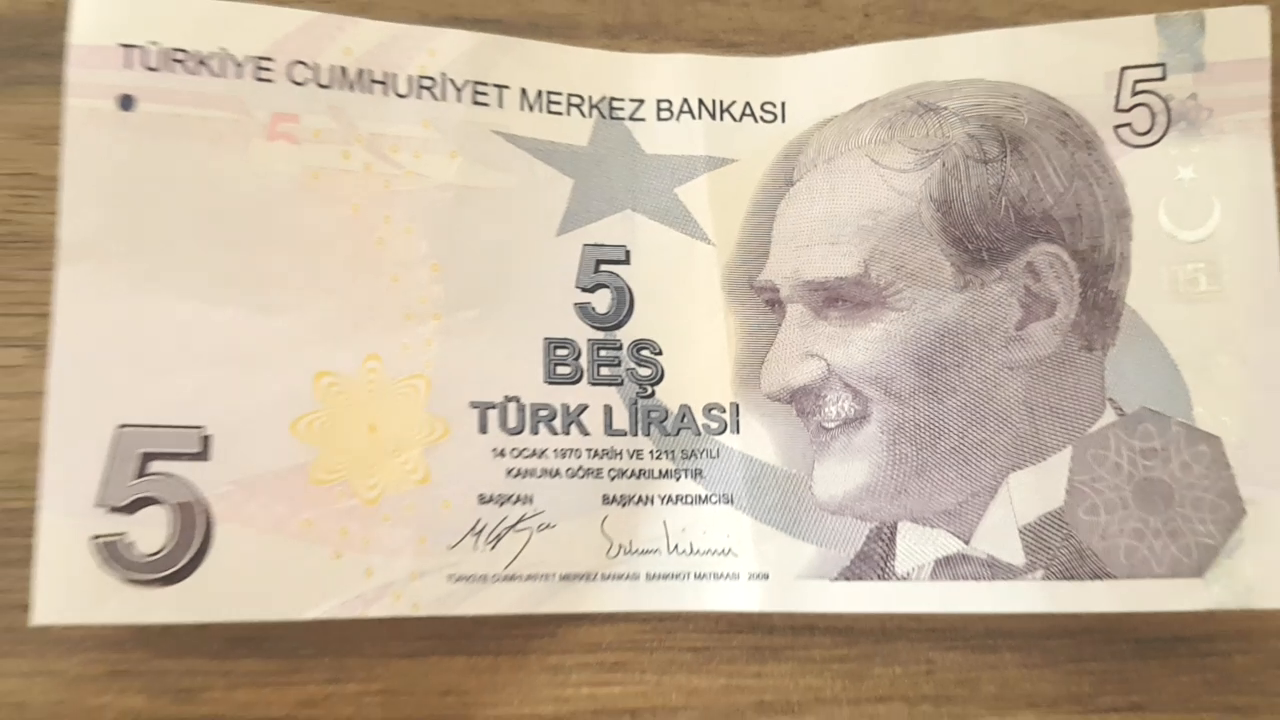 TÜRKİYE CUMHURİYET MERKEZ BANKASI
5
5
5
BEŞ
TÜRK LİRASI
14 OCAK 1970 TARİH VE 1211 SAYILI
KANUNA GÖRE ÇIKARILMIŞTIR.
BAŞKAN BAŞKAN YARDIMCISI
TÜRKİYE CUMHURİYET MERKEZ BANKASI BANKNOT MATBAASI 2009
5
5